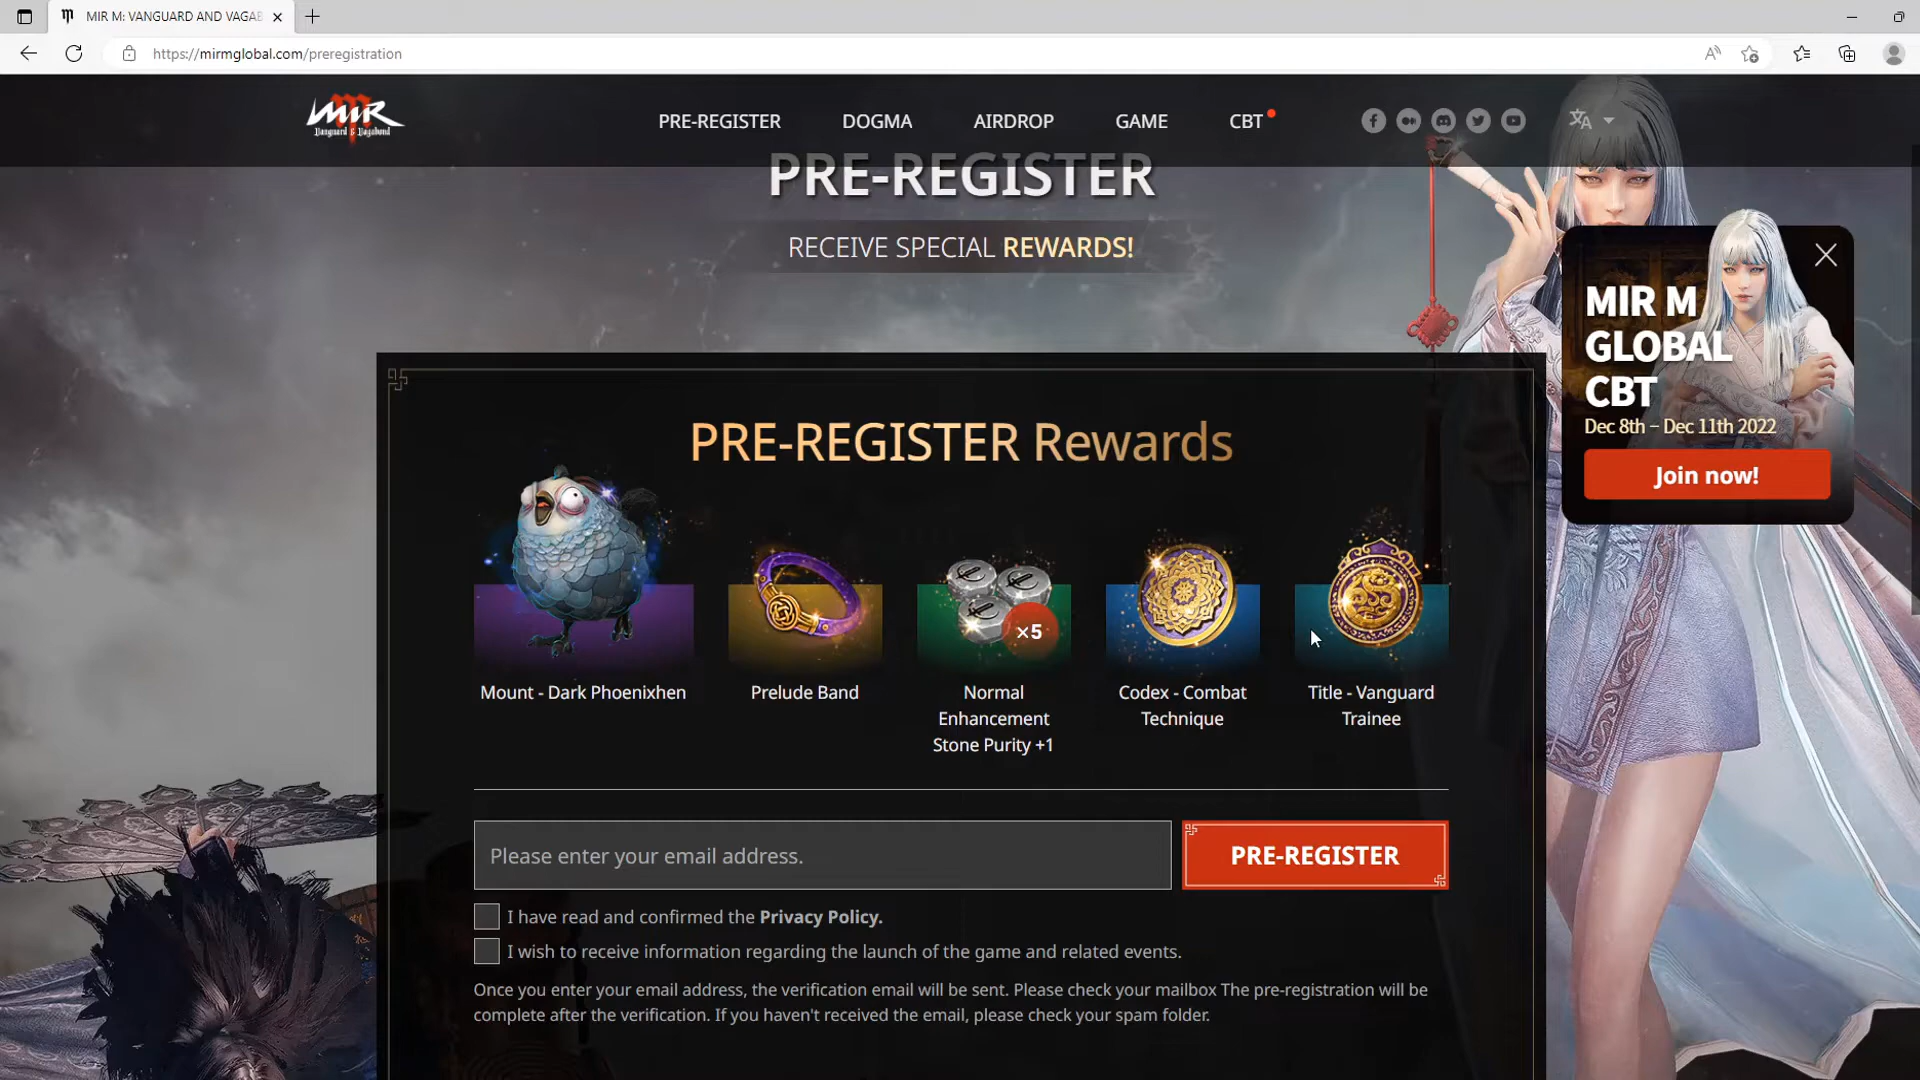 MIR M: VANGUARD AND VAGAB
https://mirmglobal.com/preregistration
MIR
Vanguard & Vagabond
PRE-REGISTER
DOGMA
AIRDROP
GAME
CBT
PRE-REGISTER
RECEIVE SPECIAL REWARDS!
MIR M
GLOBAL
CBT
Dec 8th – Dec 11th 2022
Join now!
PRE-REGISTER Rewards
×5
Mount - Dark Phoenixhen
Prelude Band
Normal
Enhancement
Stone Purity +1
Codex - Combat
Technique
Title - Vanguard
Trainee
Please enter your email address.
PRE-REGISTER
I have read and confirmed the Privacy Policy.
I wish to receive information regarding the launch of the game and related events.
Once you enter your email address, the verification email will be sent. Please check your mailbox The pre-registration will be
complete after the verification. If you haven't received the email, please check your spam folder.